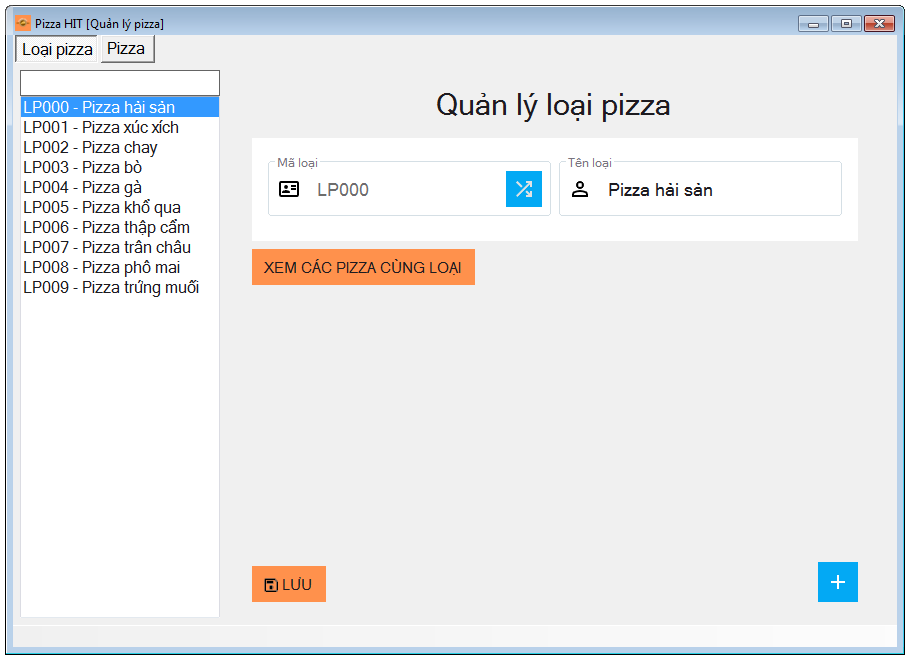 Pizza HIT [Quản lý pizza]
Loại pizza
Pizza
LP000 - Pizza hải sản
LP001 - Pizza xúc xích
LP002 - Pizza chay
LP003 - Pizza bò
LP004 - Pizza gà
LP005 - Pizza khổ qua
LP006 - Pizza thập cẩm
LP007 - Pizza trân châu
LP008 - Pizza phô mai
LP009 - Pizza trứng muối
Quản lý loại pizza
Mã loại
LP000
Tên loại
Pizza hải sản
XEM CÁC PIZZA CÙNG LOẠI
LƯU